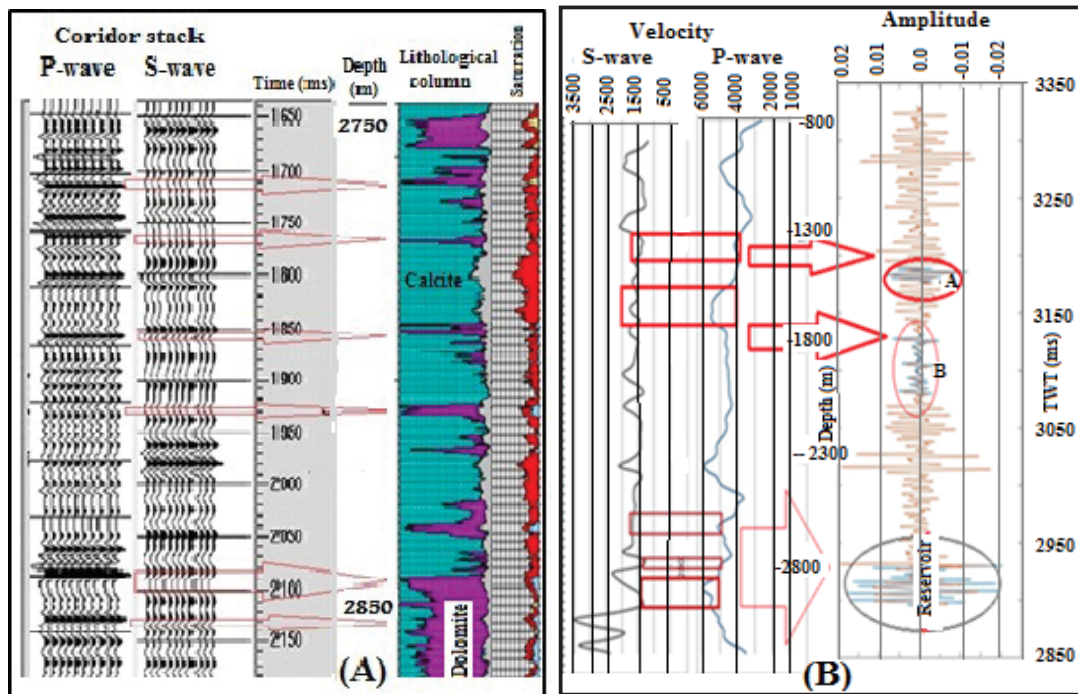 Coridor stack
P-wave
S-wave
Time (ms)
Depth
(m)
Lithological
column
Saturation
1650
2750
1700
1750
1800
Calcite
1850
1900
1950
2000
2050
2100
2850
2150
Dolomite
(A)
B
Velocity
S-wave
P-wave
3500
2500
1500
500
6000
4000
2000
1000
Amplitude
0.02
0.01
0.0
-0.01
-0.02
-800
-1300
-1800
-2300
-2800
Depth (m)
A
B
Reservoir
3350
3250
3150
3050
2950
2850
TWT (ms)
(B)